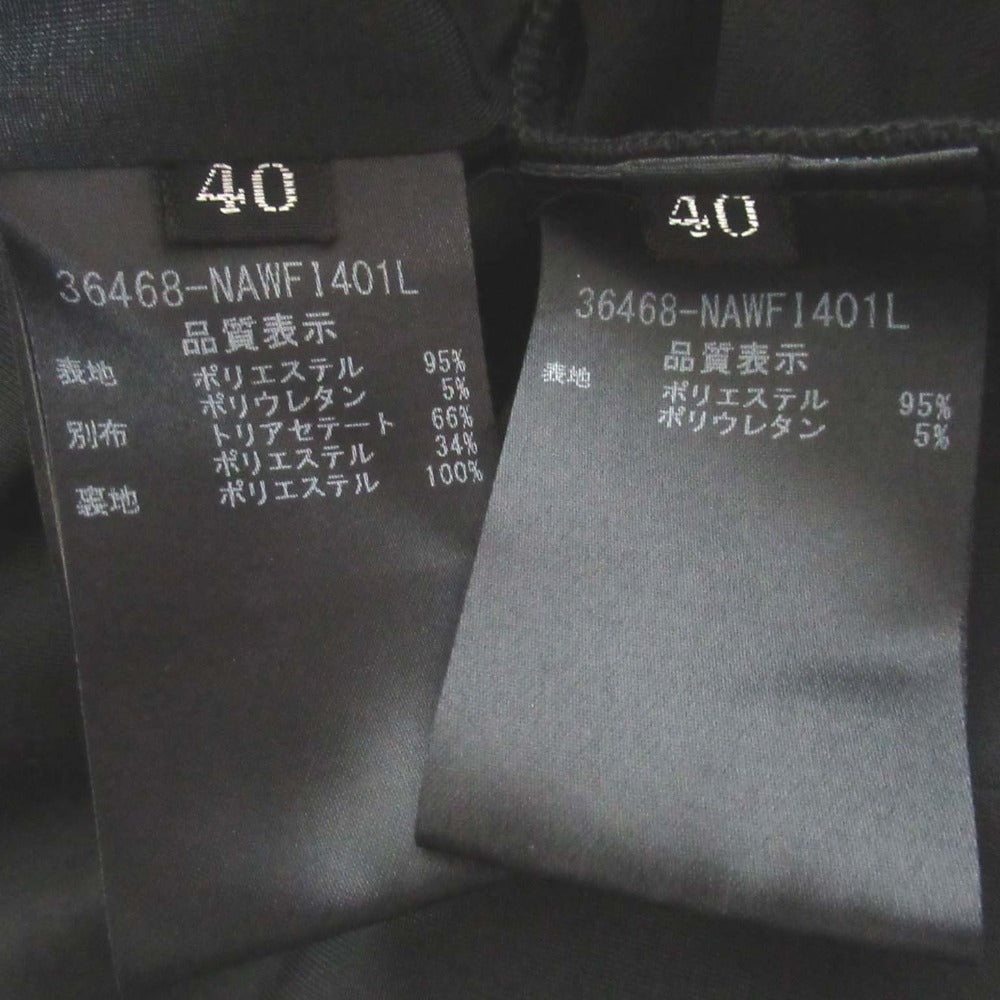 40
36468-NAWFI401L
品質表示
表地 ポリエステル 95%
ポリウレタン 5%
別布 トリアセテート 66%
ポリエステル 34%
裏地 ポリエステル 100%
40
36468-NAWFI401L
品質表示
表地 ポリエステル 95%
ポリウレタン 5%